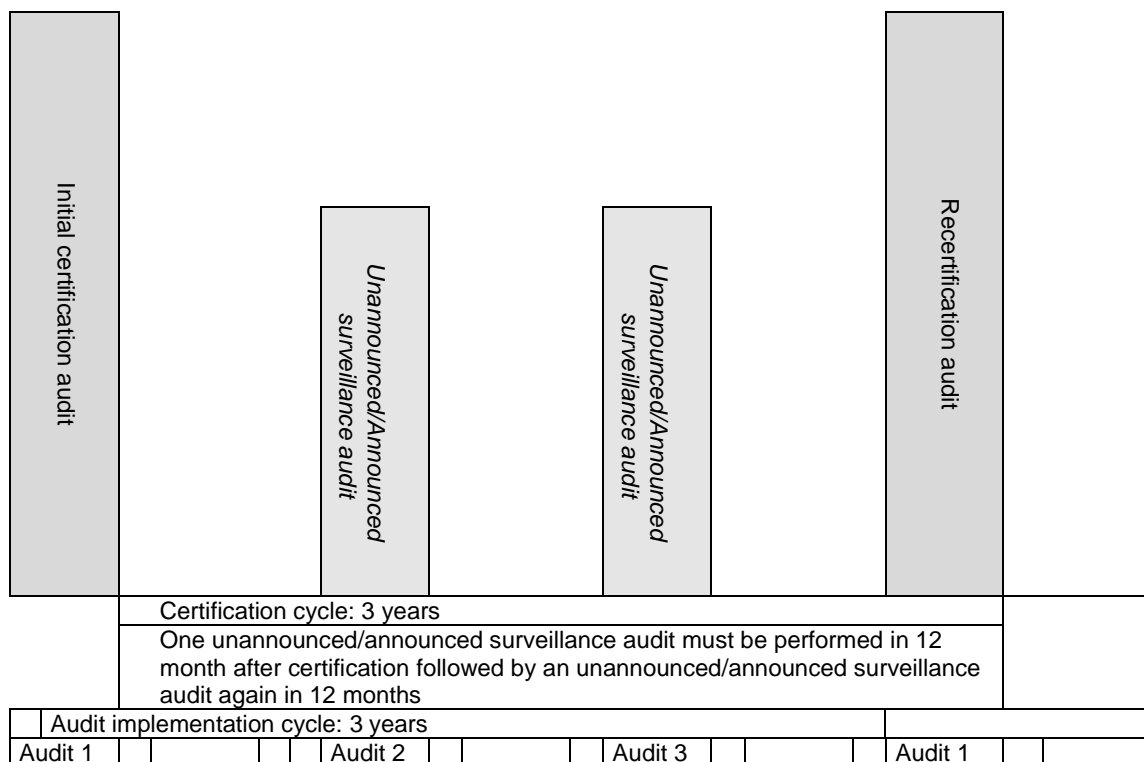 Initial certification audit
Unannounced/Announced
surveillance audit
Unannounced/Announced
surveillance audit
Recertification audit
Certification cycle: 3 years
One unannounced/announced surveillance audit must be performed in 12
month after certification followed by an unannounced/announced surveillance
audit again in 12 months
Audit implementation cycle: 3 years
Audit 1 Audit 2 Audit 3 Audit 1